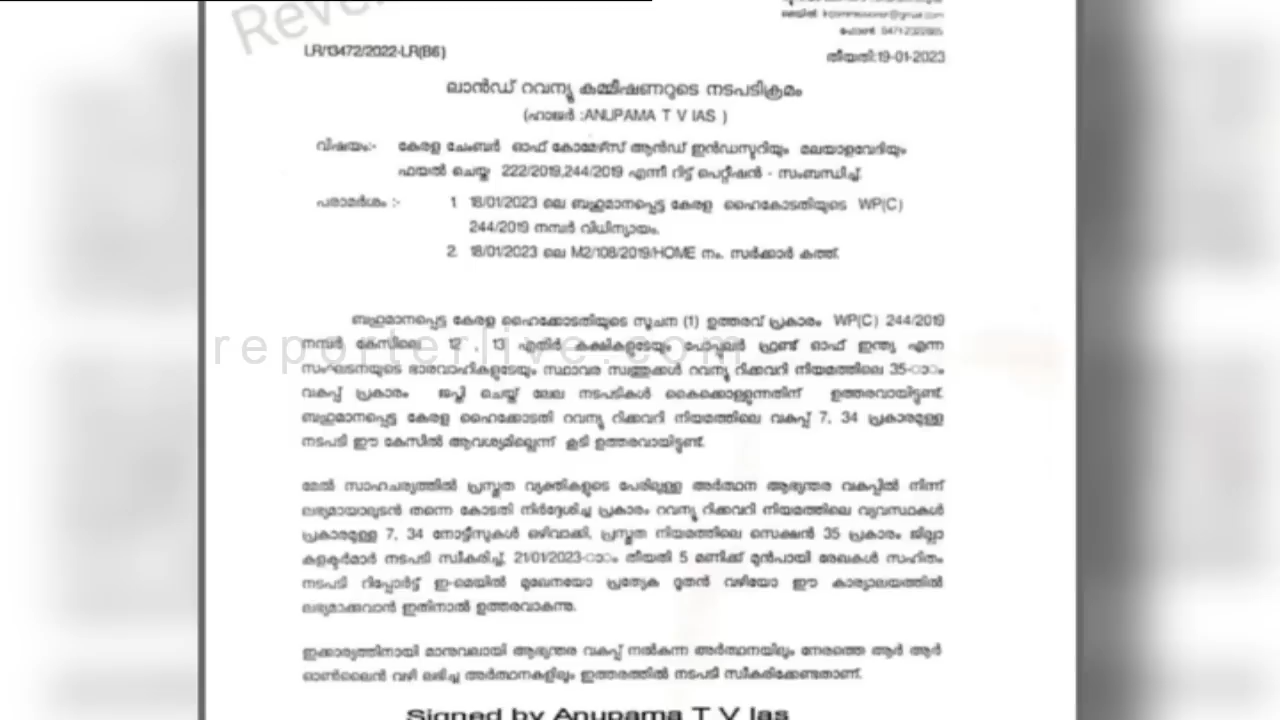 Reve
LR/13472/2022-LR(B6)
തീയതി:19-01-2023
ലാൻഡ് റവന്യൂ കമ്മീഷണറുടെ നടപടിക്രമം
(ഹാജർ :ANUPAMA T V IAS )
വിഷയം:- കേരള ചേംബർ ഓഫ് കോമേഴ്സ് ആൻഡ് ഇൻഡസ്ട്രിയും മലയാളവേദിയും
ഫയൽ ചെയ്ത 222/2019,244/2019 എന്നീ റിട്ട് പെറ്റീഷൻ - സംബന്ധിച്ച്.
പരാമർശം :- 1 18/01/2023 ലെ ബഹുമാനപ്പെട്ട കേരള ഹൈകോടതിയുടെ WP(C)
244/2019 നമ്പർ വിധിന്യായം.
2. 18/01/2023 ലെ M2/108/2019/HOME നം. സർക്കാർ കത്ത്.
ബഹുമാനപ്പെട്ട കേരള ഹൈക്കോടതിയുടെ സൂചന (1) ഉത്തരവ് പ്രകാരം WP(C) 244/2019
reporterlive.com
നമ്പർ കേസിലെ 12 , 13 എതിർ കക്ഷികളുടേയും പോപ്പുലർ ഫ്രണ്ട് ഓഫ് ഇന്ത്യ എന്ന
സംഘടനയുടെ ഭാരവാഹികളുടേയും സ്ഥാവര സ്വത്തുക്കൾ റവന്യൂ റിക്കവറി നിയമത്തിലെ 35-ാം
വകുപ്പ് പ്രകാരം ജപ്തി ചെയ്ത് ലേല നടപടികൾ കൈക്കൊള്ളുന്നതിന് ഉത്തരവായിട്ടുണ്ട്.
ബഹുമാനപ്പെട്ട കേരള ഹൈക്കോടതി റവന്യൂ റിക്കവറി നിയമത്തിലെ വകുപ്പ് 7, 34 പ്രകാരമുള്ള
നടപടി ഈ കേസിൽ ആവശ്യമില്ലെന്ന് കൂടി ഉത്തരവായിട്ടുണ്ട്.
മേൽ സാഹചര്യത്തിൽ പ്രസ്തുത വ്യക്തികളുടെ പേരിലുള്ള അർത്ഥന ആഭ്യന്തര വകുപ്പിൽ നിന്ന്
ലഭ്യമായാലുടൻ തന്നെ കോടതി നിർദ്ദേശിച്ച പ്രകാരം റവന്യൂ റിക്കവറി നിയമത്തിലെ വ്യവസ്ഥകൾ
പ്രകാരമുള്ള 7, 34 നോട്ടീസുകൾ ഒഴിവാക്കി, പ്രസ്തുത നിയമത്തിലെ സെക്ഷൻ 35 പ്രകാരം ജില്ലാ
കളക്ടർമാർ നടപടി സ്വീകരിച്ച്, 21/01/2023-ാം തീയതി 5 മണിക്ക് മുൻപായി രേഖകൾ സഹിതം
നടപടി റിപ്പോർട്ട് ഇ-മെയിൽ മുഖേനയോ പ്രത്യേക ദൂതൻ വഴിയോ ഈ കാര്യാലയത്തിൽ
ലഭ്യമാക്കുവാൻ ഇതിനാൽ ഉത്തരവാകുന്നു.
ഇക്കാര്യത്തിനായി മാനുവലായി ആഭ്യന്തര വകുപ്പ് നൽകുന്ന അർത്ഥനയിലും നേരത്തെ ആർ ആർ
ഓൺലൈൻ വഴി ലഭിച്ച അർത്ഥനകളിലും ഇത്തരത്തിൽ നടപടി സ്വീകരിക്കേണ്ടതാണ്.
Signed by Anupama T V Ias